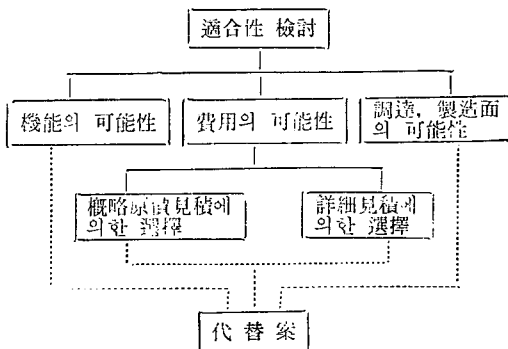 適合性 檢討
機能의 可能性
費用의 可能性
調達, 製造面
의 可能性
槪略原價見積에
의한 選擇
詳細見積에
의한 選擇
代替案